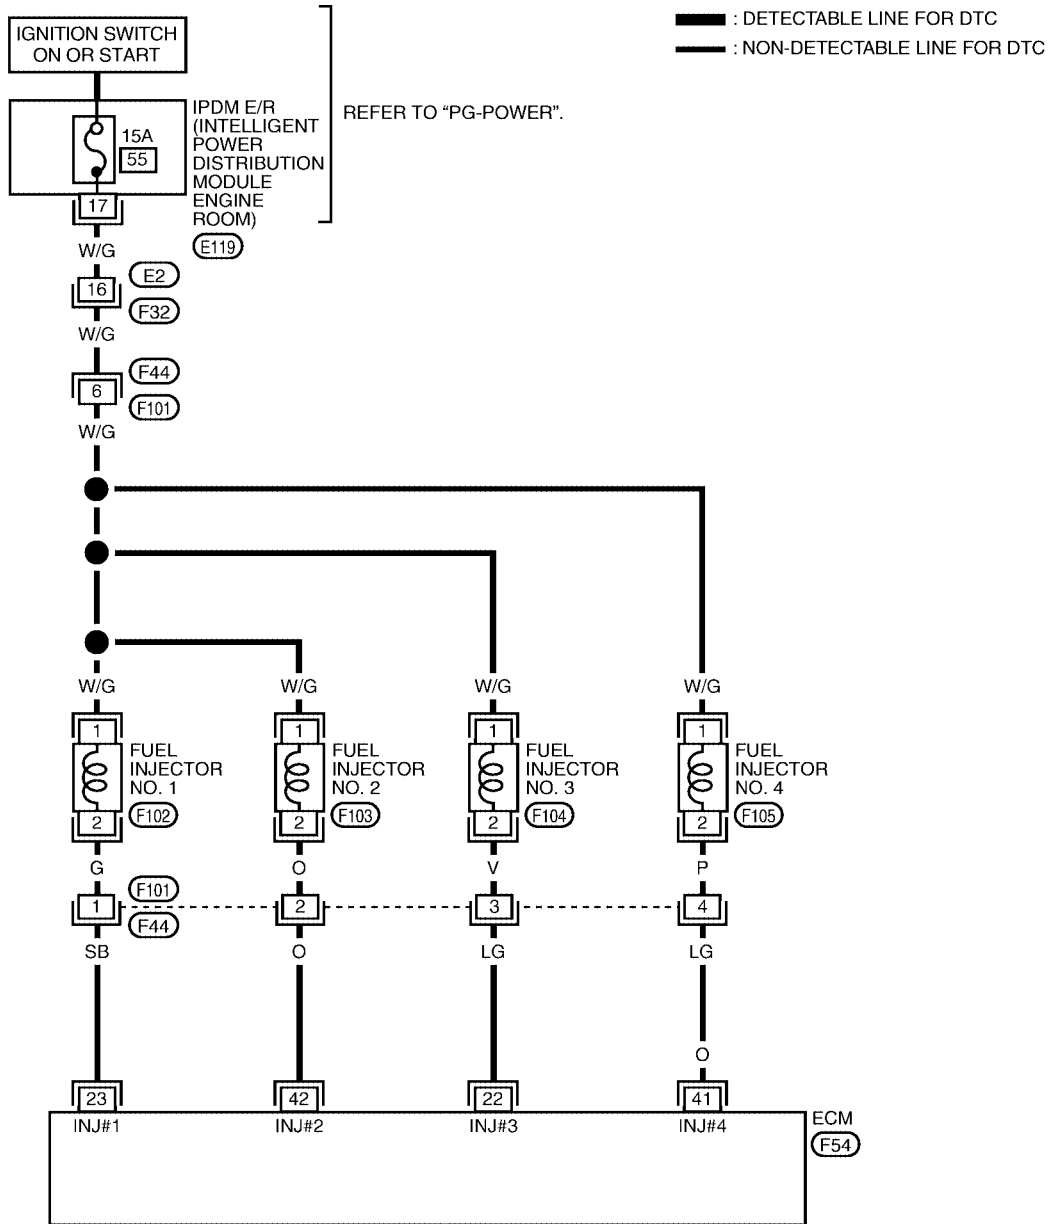 : DETECTABLE LINE FOR DTC
: NON-DETECTABLE LINE FOR DTC
IGNITION SWITCH
ON OR START
REFER TO “PG-POWER”.
15A
55
IPDM E/R
(INTELLIGENT
POWER
DISTRIBUTION
MODULE
ENGINE
ROOM)
E119
17
W/G
16
E2
F32
W/G
6
F44
F101
W/G
W/G
W/G
W/G
W/G
1
1
1
1
FUEL
INJECTOR
NO. 1
F102
FUEL
INJECTOR
NO. 2
F103
FUEL
INJECTOR
NO. 3
F104
FUEL
INJECTOR
NO. 4
F105
2
2
2
2
G
O
V
P
F101
1
2
3
4
F44
SB
O
LG
LG
O
23
42
22
41
INJ#1
INJ#2
INJ#3
INJ#4
ECM
F54